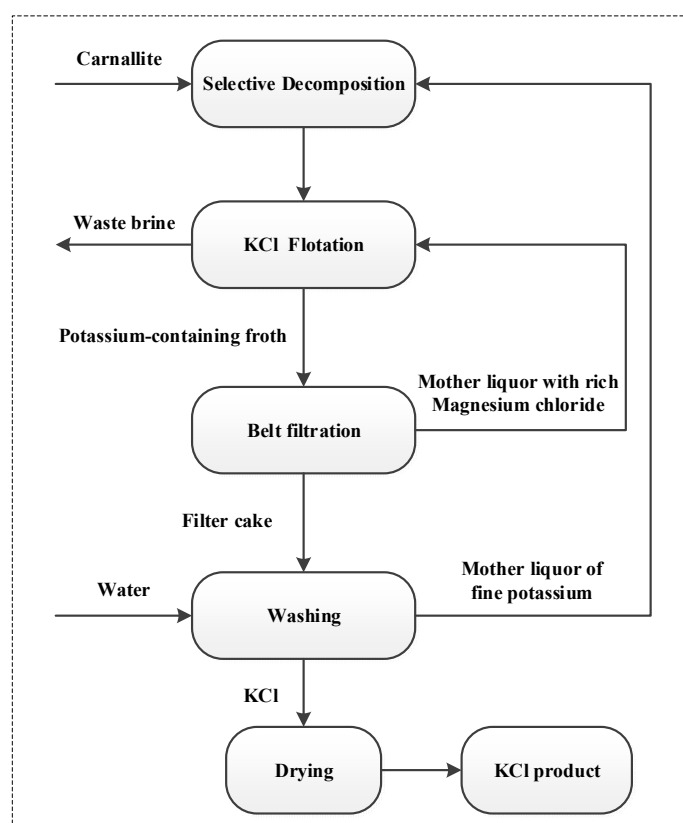 Carnallite
Selective Decomposition
Waste brine
KCl Flotation
Potassium-containing froth
Mother liquor with rich
Magnesium chloride
Belt filtration
Filter cake
Water
Mother liquor of
fine potassium
Washing
KCl
Drying
KCl product